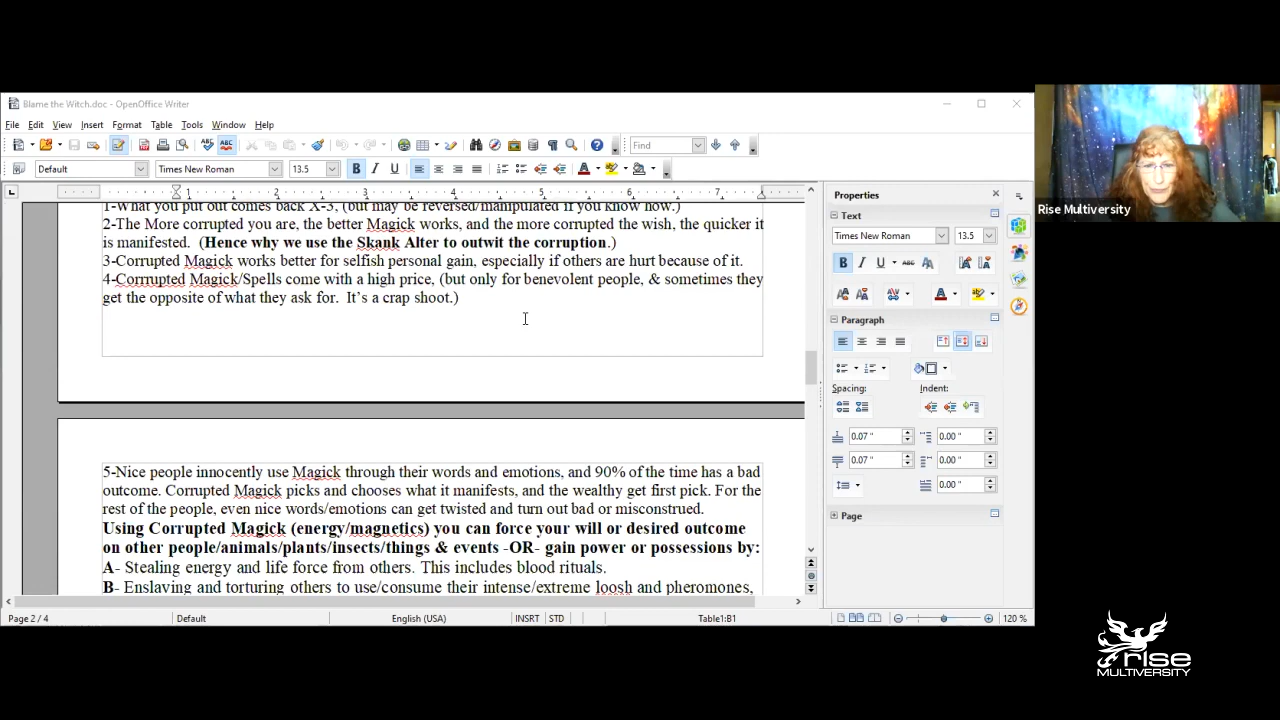 Blame the Witch.doc - OpenOffice Writer
File Edit View Insert Format Table Tools Window Help
Find
Default Times New Roman 13.5 B I U
1 2 3 4 5 6 7
1-What you put out comes back X-3, (but may be reversed/manipulated if you know how.)
2-The More corrupted you are, the better Magick works, and the more corrupted the wish, the quicker it
is manifested. (Hence why we use the Skank Alter to outwit the corruption.)
3-Corrupted Magick works better for selfish personal gain, especially if others are hurt because of it.
4-Corrrupted Magick/Spells come with a high price, (but only for benevolent people, & sometimes they
get the opposite of what they ask for. It's a crap shoot.)
5-Nice people innocently use Magick through their words and emotions, and 90% of the time has a bad
outcome. Corrupted Magick picks and chooses what it manifests, and the wealthy get first pick. For the
rest of the people, even nice words/emotions can get twisted and turn out bad or misconstrued.
Using Corrupted Magick (energy/magnetics) you can force your will or desired outcome
on other people/animals/plants/insects/things & events -OR- gain power or possessions by:
A- Stealing energy and life force from others. This includes blood rituals.
B- Enslaving and torturing others to use/consume their intense/extreme loosh and pheromones,
Page 2 / 4 Default English (USA) INSRT STD Table1:B1 120 %
Properties
Text
Times New Roman 13.5
B I U ABC
Paragraph
Spacing: Indent:
0.07 " 0.00 "
0.07 " 0.00 "
0.00 "
Page
Rise Multiversity
rise
MULTIVERSITY